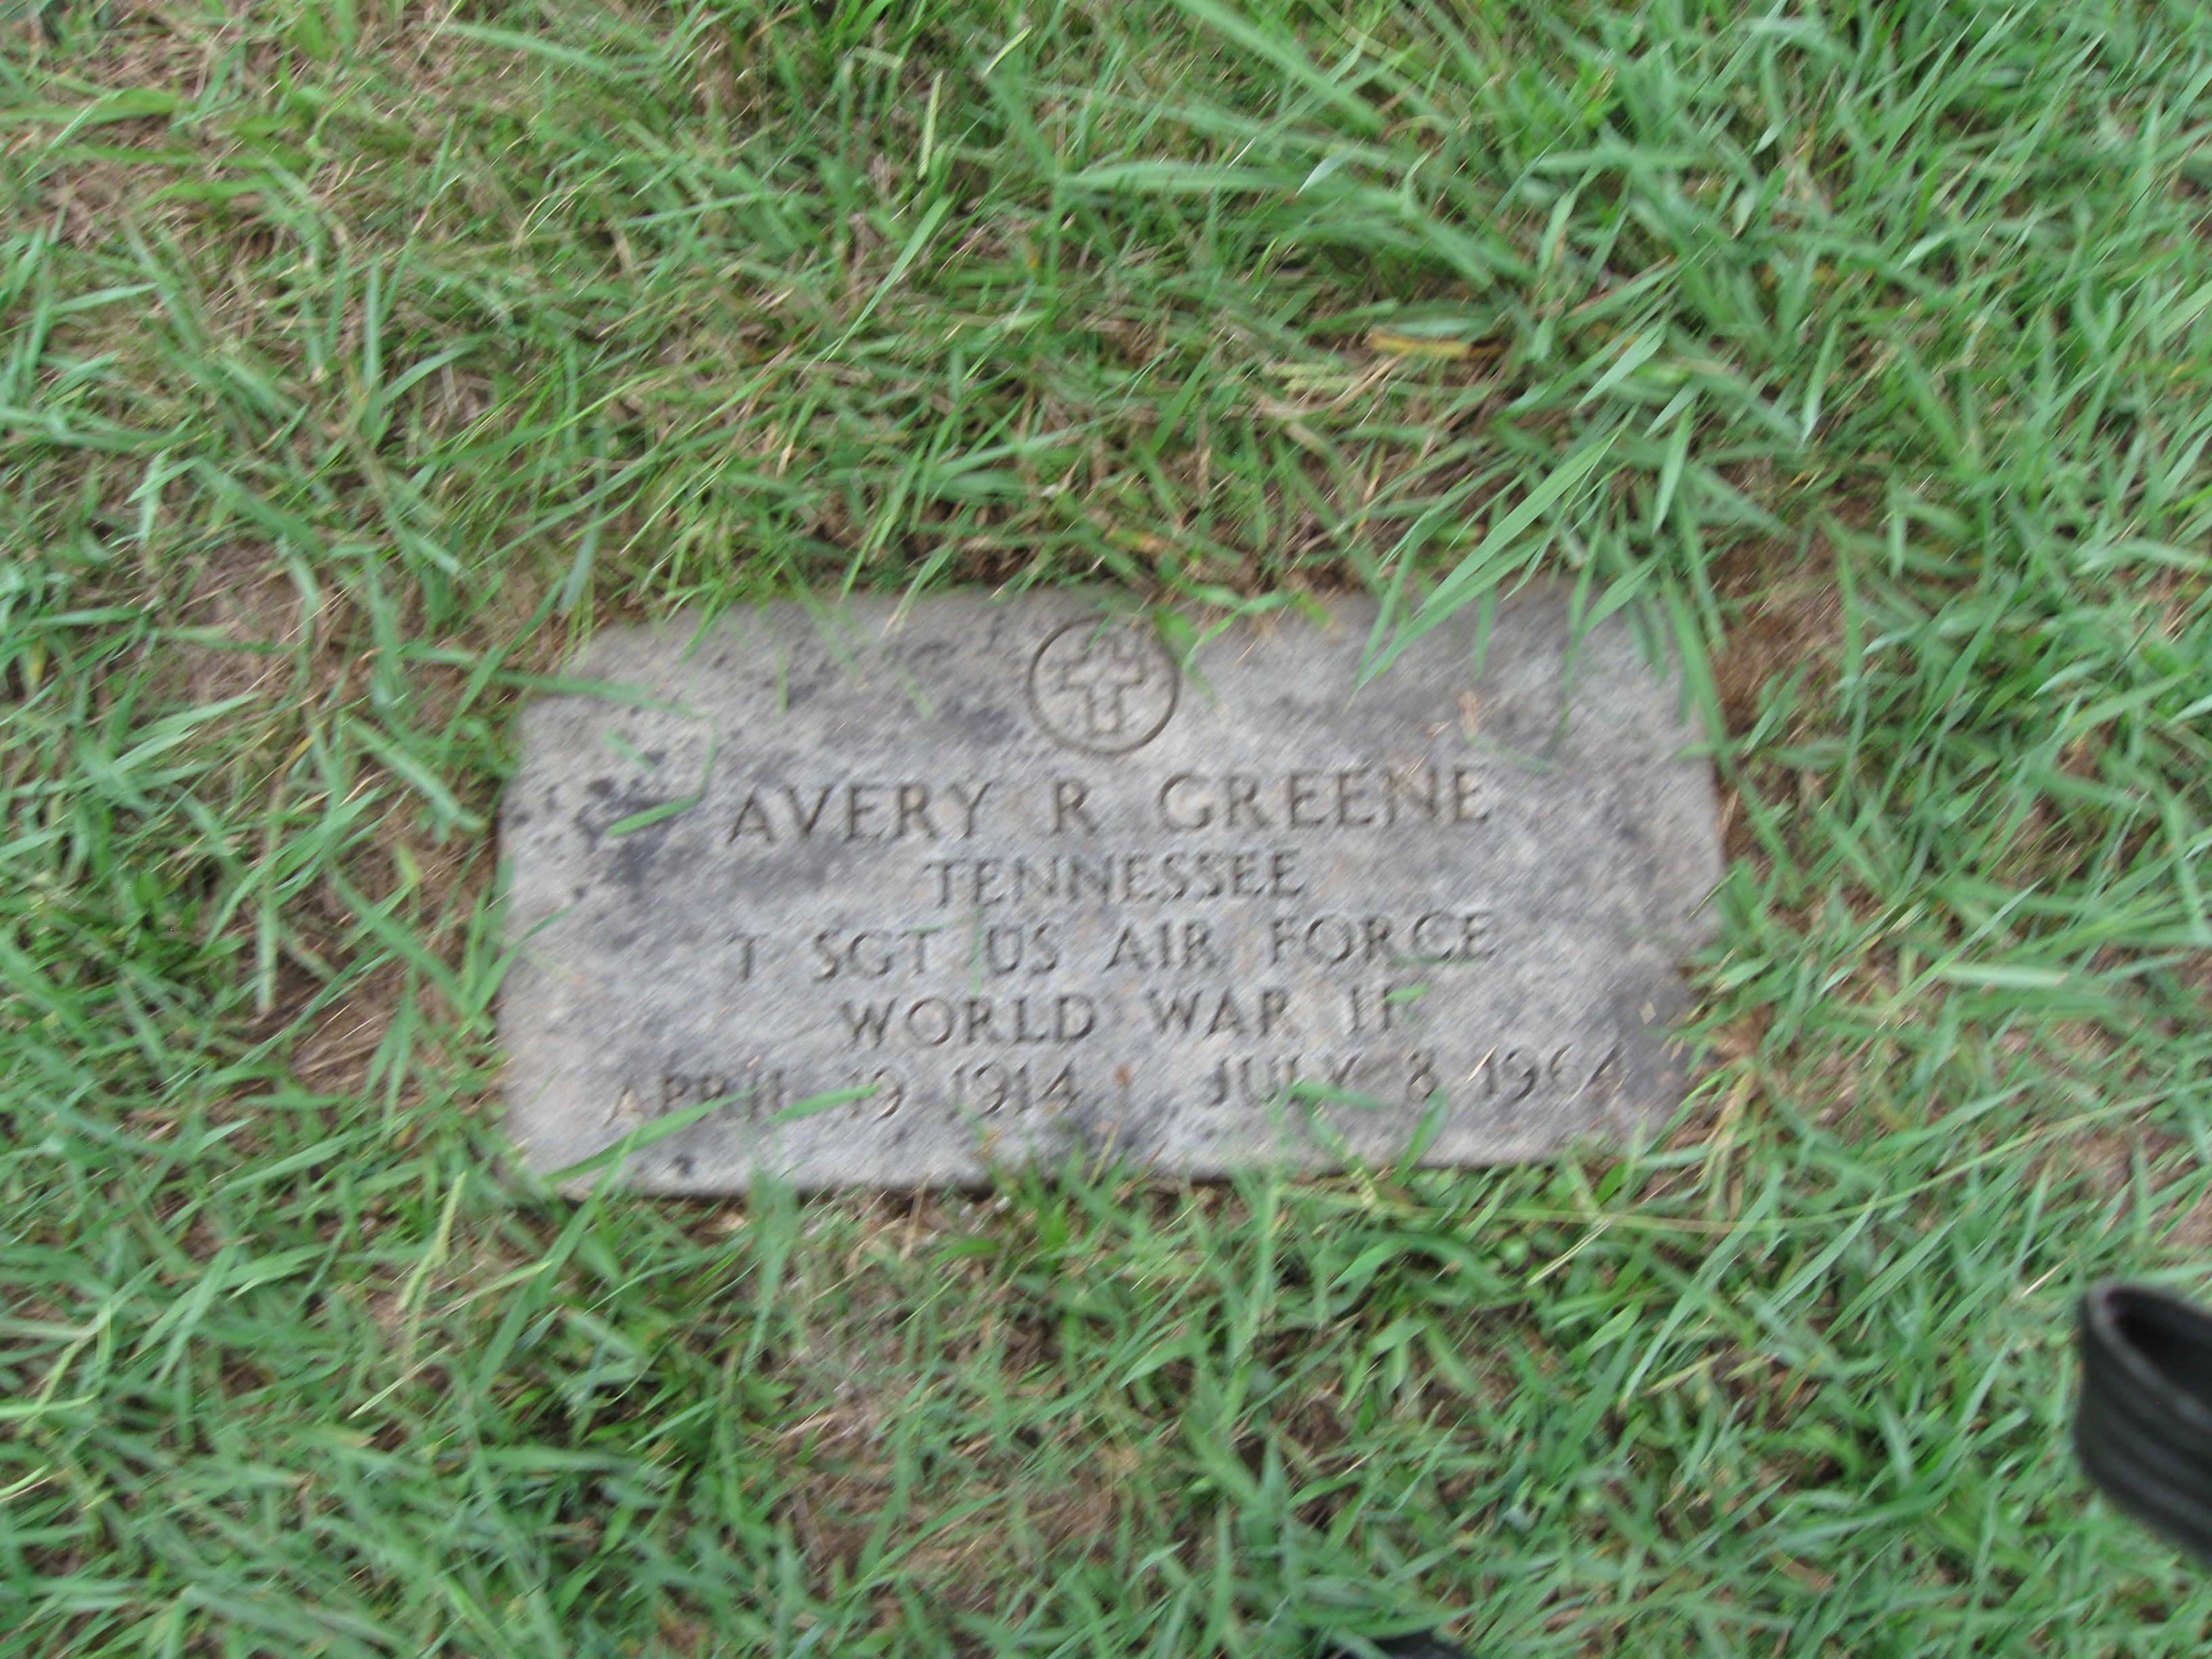 AVERY R GREENE
TENNESSEE
T SGT US AIR FORCE
WORLD WAR II
APRIL 19 1914 JULY 8 1964